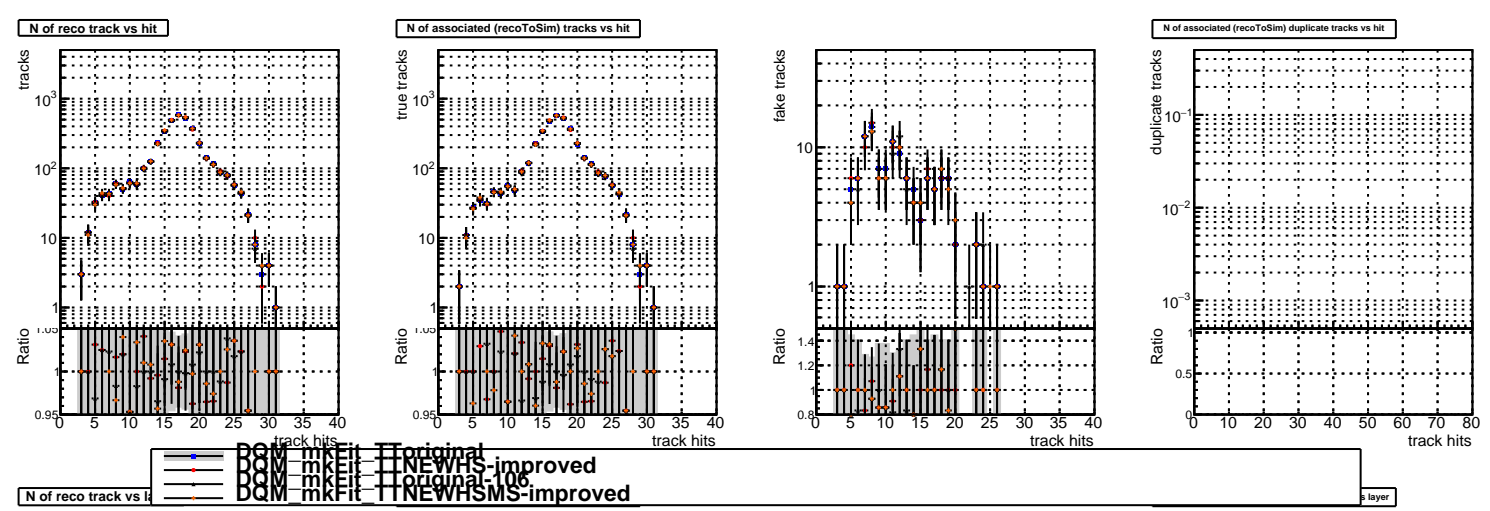 N of reco track vs hit
N of associated (recoToSim) tracks vs hit
N of associated (recoToSim) duplicate tracks vs hit
tracks
10³
10²
10
1
Ratio
1.05
1
0.95
0 5 10 15 20 25 30 35 40
track hits
true tracks
10³
10²
10
1
Ratio
1.05
1
0.95
0 5 10 15 20 25 30 35 40
track hits
fake tracks
10
1
Ratio
1.4
1.2
1
0.8
0 5 10 15 20 25 30 35 40
track hits
duplicate tracks
10⁻¹
10⁻²
10⁻³
Ratio
1
0.5
0
0 10 20 30 40 50 60 70 80
track hits
DQM_mkFit_TToriginal
DQM_mkFit_TTNEWHS-improved
DQM_mkFit_TToriginal-106
DQM_mkFit_TTNEWHSMS-improved
N of reco track vs la
s layer